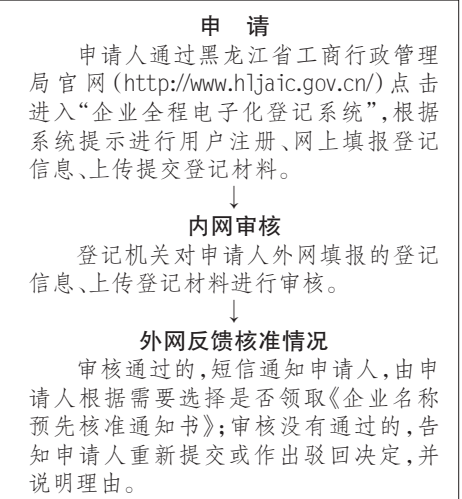 申　请
申请人通过黑龙江省工商行政管理
局官网(http://www.hljaic.gov.cn/)点击
进入“企业全程电子化登记系统”,根据
系统提示进行用户注册、网上填报登记
信息、上传提交登记材料。
↓
内网审核
登记机关对申请人外网填报的登记
信息、上传登记材料进行审核。
↓
外网反馈核准情况
审核通过的,短信通知申请人,由申
请人根据需要选择是否领取《企业名称
预先核准通知书》;审核没有通过的,告
知申请人重新提交或作出驳回决定,并
说明理由。